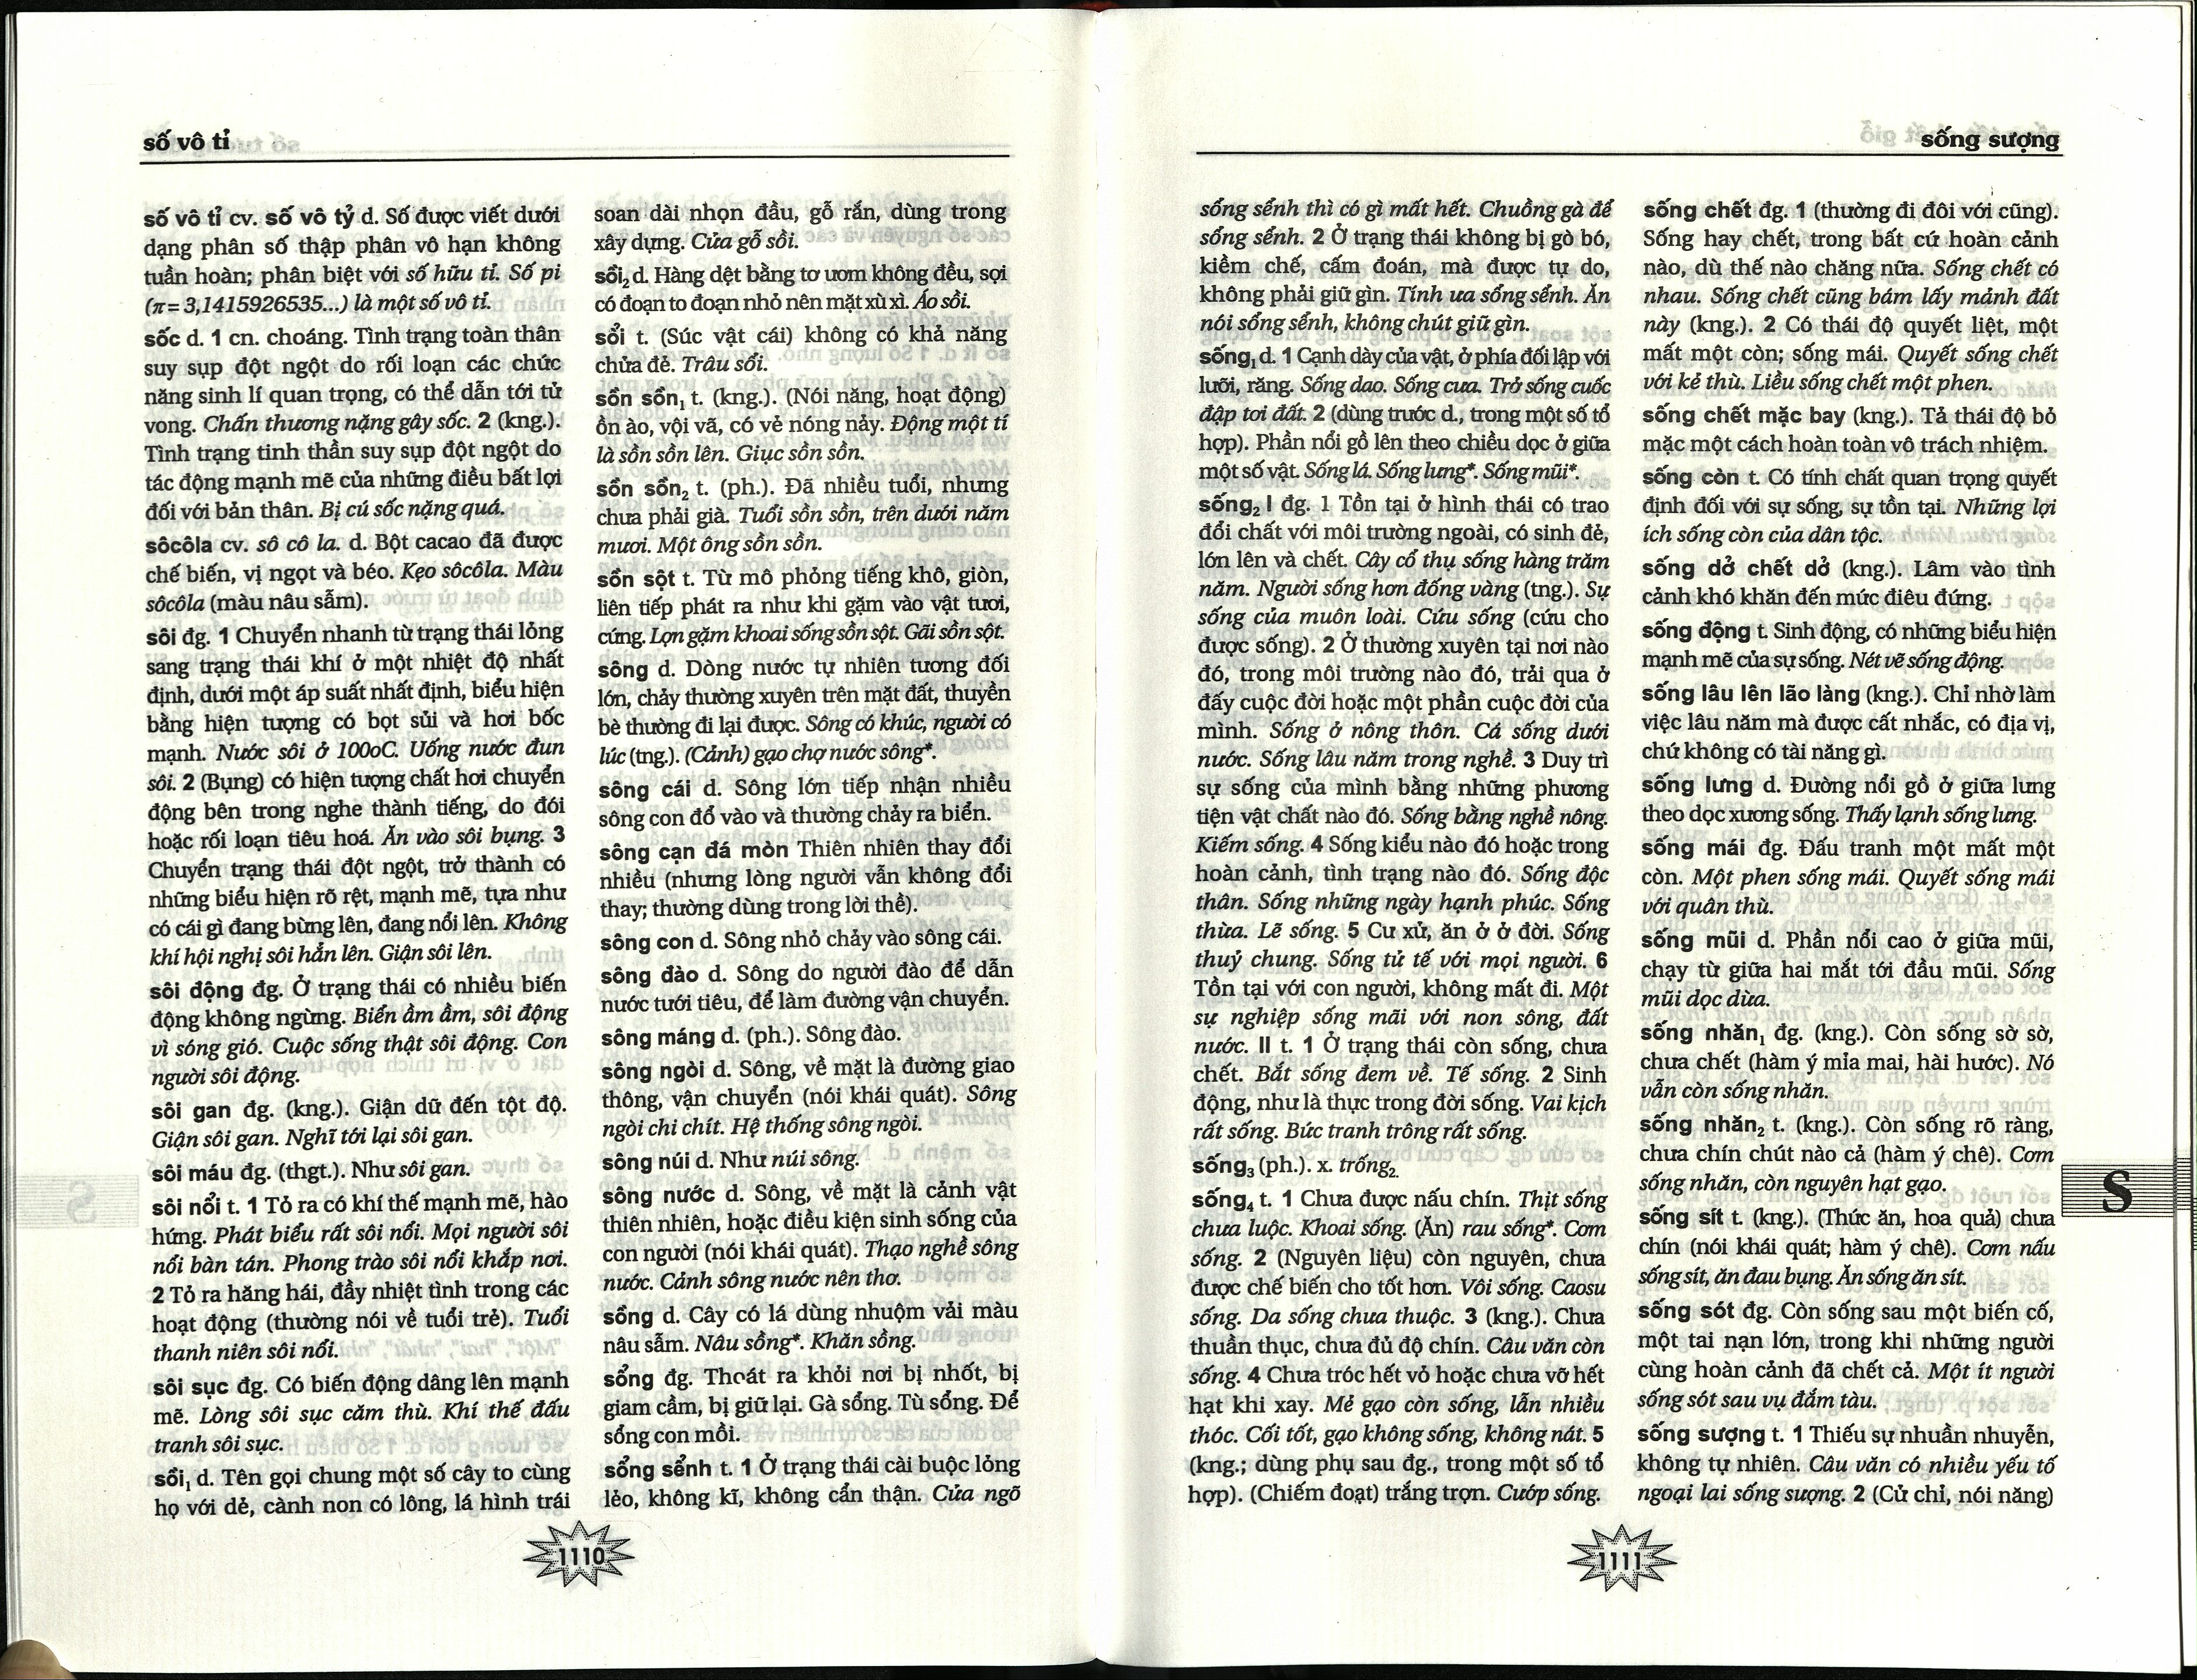 số vô tỉ
số vô tỉ cv. số vô tỷ d. Số được viết dưới
dạng phân số thập phân vô hạn không
tuần hoàn; phân biệt với số hữu tỉ. Số pi
(π= 3,1415926535...) là một số vô tỉ.
sốc d. 1 cn. choáng. Tình trạng toàn thân
suy sụp đột ngột do rối loạn các chức
năng sinh lí quan trọng, có thể dẫn tới tử
vong. Chấn thương nặng gây sốc. 2 (kng.).
Tình trạng tinh thần suy sụp đột ngột do
tác động mạnh mẽ của những điều bất lợi
đối với bản thân. Bị cú sốc nặng quá.
sôcôla cv. sô cô la. d. Bột cacao đã được
chế biến, vị ngọt và béo. Kẹo sôcôla. Màu
sôcôla (màu nâu sẫm).
sôi đg. 1 Chuyển nhanh từ trạng thái lỏng
sang trạng thái khí ở một nhiệt độ nhất
định, dưới một áp suất nhất định, biểu hiện
bằng hiện tượng có bọt sủi và hơi bốc
mạnh. Nước sôi ở 100oC. Uống nước đun
sôi. 2 (Bụng) có hiện tượng chất hơi chuyển
động bên trong nghe thành tiếng, do đói
hoặc rối loạn tiêu hoá. Ăn vào sôi bụng. 3
Chuyển trạng thái đột ngột, trở thành có
những biểu hiện rõ rệt, mạnh mẽ, tựa như
có cái gì đang bừng lên, đang nổi lên. Không
khí hội nghị sôi hẳn lên. Giận sôi lên.
sôi động đg. Ở trạng thái có nhiều biến
động không ngừng. Biển ầm ầm, sôi động
vì sóng gió. Cuộc sống thật sôi động. Con
người sôi động.
sôi gan đg. (kng.). Giận dữ đến tột độ.
Giận sôi gan. Nghĩ tới lại sôi gan.
sôi máu đg. (thgt.). Như sôi gan.
sôi nổi t. 1 Tỏ ra có khí thế mạnh mẽ, hào
hứng. Phát biểu rất sôi nổi. Mọi người sôi
nổi bàn tán. Phong trào sôi nổi khắp nơi.
2 Tỏ ra hăng hái, đầy nhiệt tình trong các
hoạt động (thường nói về tuổi trẻ). Tuổi
thanh niên sôi nổi.
sôi sục đg. Có biến động dâng lên mạnh
mẽ. Lòng sôi sục căm thù. Khí thế đấu
tranh sôi sục.
sồi1 d. Tên gọi chung một số cây to cùng
họ với dẻ, cành non có lông, lá hình trái
soan dài nhọn đầu, gỗ rắn, dùng trong
xây dựng. Cửa gỗ sồi.
sồi2 d. Hàng dệt bằng tơ ươm không đều, sợi
có đoạn to đoạn nhỏ nên mặt xù xì. Áo sồi.
sổi t. (Súc vật cái) không có khả năng
chửa đẻ. Trâu sổi.
sồn sồn1 t. (kng.). (Nói năng, hoạt động)
ồn ào, vội vã, có vẻ nóng nảy. Động một tí
là sồn sồn lên. Giục sồn sồn.
sồn sồn2 t. (ph.). Đã nhiều tuổi, nhưng
chưa phải già. Tuổi sồn sồn, trên dưới năm
mươi. Một ông sồn sồn.
sồn sột t. Từ mô phỏng tiếng khô, giòn,
liên tiếp phát ra như khi gặm vào vật tươi,
cứng. Lợn gặm khoai sống sồn sột. Gãi sồn sột.
sông d. Dòng nước tự nhiên tương đối
lớn, chảy thường xuyên trên mặt đất, thuyền
bè thường đi lại được. Sông có khúc, người có
lúc (tng.). (Cảnh) gạo chợ nước sông*.
sông cái d. Sông lớn tiếp nhận nhiều
sông con đổ vào và thường chảy ra biển.
sông cạn đá mòn Thiên nhiên thay đổi
nhiều (nhưng lòng người vẫn không đổi
thay; thường dùng trong lời thề).
sông con d. Sông nhỏ chảy vào sông cái.
sông đào d. Sông do người đào để dẫn
nước tưới tiêu, để làm đường vận chuyển.
sông máng d. (ph.). Sông đào.
sông ngòi d. Sông, về mặt là đường giao
thông, vận chuyển (nói khái quát). Sông
ngòi chi chít. Hệ thống sông ngòi.
sông núi d. Như núi sông.
sông nước d. Sông, về mặt là cảnh vật
thiên nhiên, hoặc điều kiện sinh sống của
con người (nói khái quát). Thạo nghề sông
nước. Cảnh sông nước nên thơ.
sồng d. Cây có lá dùng nhuộm vải màu
nâu sẫm. Nâu sồng*. Khăn sồng.
sổng đg. Thoát ra khỏi nơi bị nhốt, bị
giam cầm, bị giữ lại. Gà sổng. Tù sổng. Để
sổng con mồi.
sổng sểnh t. 1 Ở trạng thái cài buộc lỏng
lẻo, không kĩ, không cẩn thận. Cửa ngõ
1110
sống sượng
sổng sểnh thì có gì mất hết. Chuồng gà để
sổng sểnh. 2 Ở trạng thái không bị gò bó,
kiềm chế, cấm đoán, mà được tự do,
không phải giữ gìn. Tính ưa sổng sểnh. Ăn
nói sổng sểnh, không chút giữ gìn.
sống1 d. 1 Cạnh dày của vật, ở phía đối lập với
lưỡi, răng. Sống dao. Sống cưa. Trở sống cuốc
đập tơi đất. 2 (dùng trước d., trong một số tổ
hợp). Phần nổi gồ lên theo chiều dọc ở giữa
một số vật. Sống lá. Sống lưng*. Sống mũi*.
sống2 I đg. 1 Tồn tại ở hình thái có trao
đổi chất với môi trường ngoài, có sinh đẻ,
lớn lên và chết. Cây cổ thụ sống hàng trăm
năm. Người sống hơn đống vàng (tng.). Sự
sống của muôn loài. Cứu sống (cứu cho
được sống). 2 Ở thường xuyên tại nơi nào
đó, trong môi trường nào đó, trải qua ở
đấy cuộc đời hoặc một phần cuộc đời của
mình. Sống ở nông thôn. Cá sống dưới
nước. Sống lâu năm trong nghề. 3 Duy trì
sự sống của mình bằng những phương
tiện vật chất nào đó. Sống bằng nghề nông.
Kiếm sống. 4 Sống kiểu nào đó hoặc trong
hoàn cảnh, tình trạng nào đó. Sống độc
thân. Sống những ngày hạnh phúc. Sống
thừa. Lẽ sống. 5 Cư xử, ăn ở ở đời. Sống
thuỷ chung. Sống tử tế với mọi người. 6
Tồn tại với con người, không mất đi. Một
sự nghiệp sống mãi với non sông, đất
nước. II t. 1 Ở trạng thái còn sống, chưa
chết. Bắt sống đem về. Tế sống. 2 Sinh
động, như là thực trong đời sống. Vai kịch
rất sống. Bức tranh trông rất sống.
sống3 (ph.). x. trống2.
sống4 t. 1 Chưa được nấu chín. Thịt sống
chưa luộc. Khoai sống. (Ăn) rau sống*. Cơm
sống. 2 (Nguyên liệu) còn nguyên, chưa
được chế biến cho tốt hơn. Vôi sống. Caosu
sống. Da sống chưa thuộc. 3 (kng.). Chưa
thuần thục, chưa đủ độ chín. Câu văn còn
sống. 4 Chưa tróc hết vỏ hoặc chưa vỡ hết
hạt khi xay. Mẻ gạo còn sống, lẫn nhiều
thóc. Cối tốt, gạo không sống, không nát. 5
(kng.; dùng phụ sau đg., trong một số tổ
hợp). (Chiếm đoạt) trắng trợn. Cướp sống.
sống chết đg. 1 (thường đi đôi với cũng).
Sống hay chết, trong bất cứ hoàn cảnh
nào, dù thế nào chăng nữa. Sống chết có
nhau. Sống chết cũng bám lấy mảnh đất
này (kng.). 2 Có thái độ quyết liệt, một
mất một còn; sống mái. Quyết sống chết
với kẻ thù. Liều sống chết một phen.
sống chết mặc bay (kng.). Tả thái độ bỏ
mặc một cách hoàn toàn vô trách nhiệm.
sống còn t. Có tính chất quan trọng quyết
định đối với sự sống, sự tồn tại. Những lợi
ích sống còn của dân tộc.
sống dở chết dở (kng.). Lâm vào tình
cảnh khó khăn đến mức điêu đứng.
sống động t. Sinh động, có những biểu hiện
mạnh mẽ của sự sống. Nét vẽ sống động.
sống lâu lên lão làng (kng.). Chỉ nhờ làm
việc lâu năm mà được cất nhắc, có địa vị,
chứ không có tài năng gì.
sống lưng d. Đường nổi gồ ở giữa lưng
theo dọc xương sống. Thấy lạnh sống lưng.
sống mái đg. Đấu tranh một mất một
còn. Một phen sống mái. Quyết sống mái
với quân thù.
sống mũi d. Phần nổi cao ở giữa mũi,
chạy từ giữa hai mắt tới đầu mũi. Sống
mũi dọc dừa.
sống nhăn1 đg. (kng.). Còn sống sờ sờ,
chưa chết (hàm ý mỉa mai, hài hước). Nó
vẫn còn sống nhăn.
sống nhăn2 t. (kng.). Còn sống rõ ràng,
chưa chín chút nào cả (hàm ý chê). Cơm
sống nhăn, còn nguyên hạt gạo.
sống sít t. (kng.). (Thức ăn, hoa quả) chưa
chín (nói khái quát; hàm ý chê). Cơm nấu
sống sít, ăn đau bụng. Ăn sống ăn sít.
sống sót đg. Còn sống sau một biến cố,
một tai nạn lớn, trong khi những người
cùng hoàn cảnh đã chết cả. Một ít người
sống sót sau vụ đắm tàu.
sống sượng t. 1 Thiếu sự nhuần nhuyễn,
không tự nhiên. Câu văn có nhiều yếu tố
ngoại lai sống sượng. 2 (Cử chỉ, nói năng)
S
1111